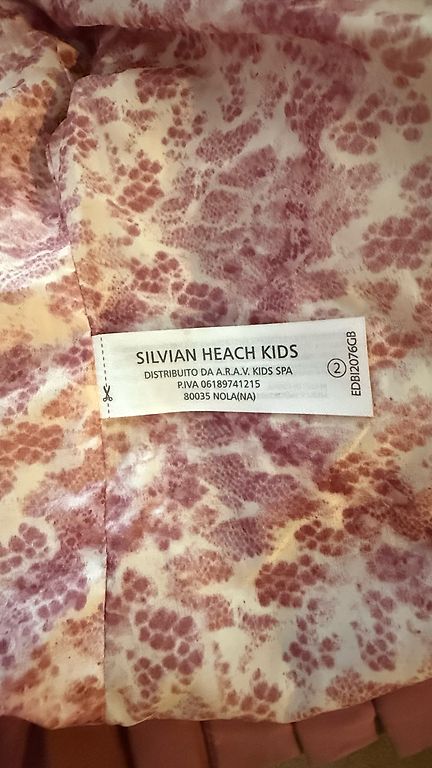 SILVIAN HEACH KIDS
DISTRIBUITO DA A.R.A.V. KIDS SPA
P.IVA 06189741215
80035 NOLA(NA)
2
EDBI2076GB